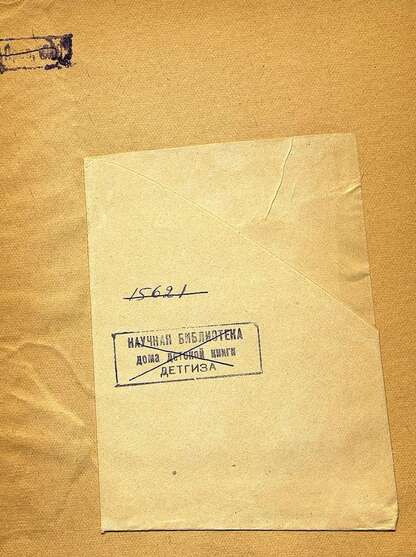 15621
НАУЧНАЯ БИБЛИОТЕКА
дома детской книги
ДЕТГИЗА